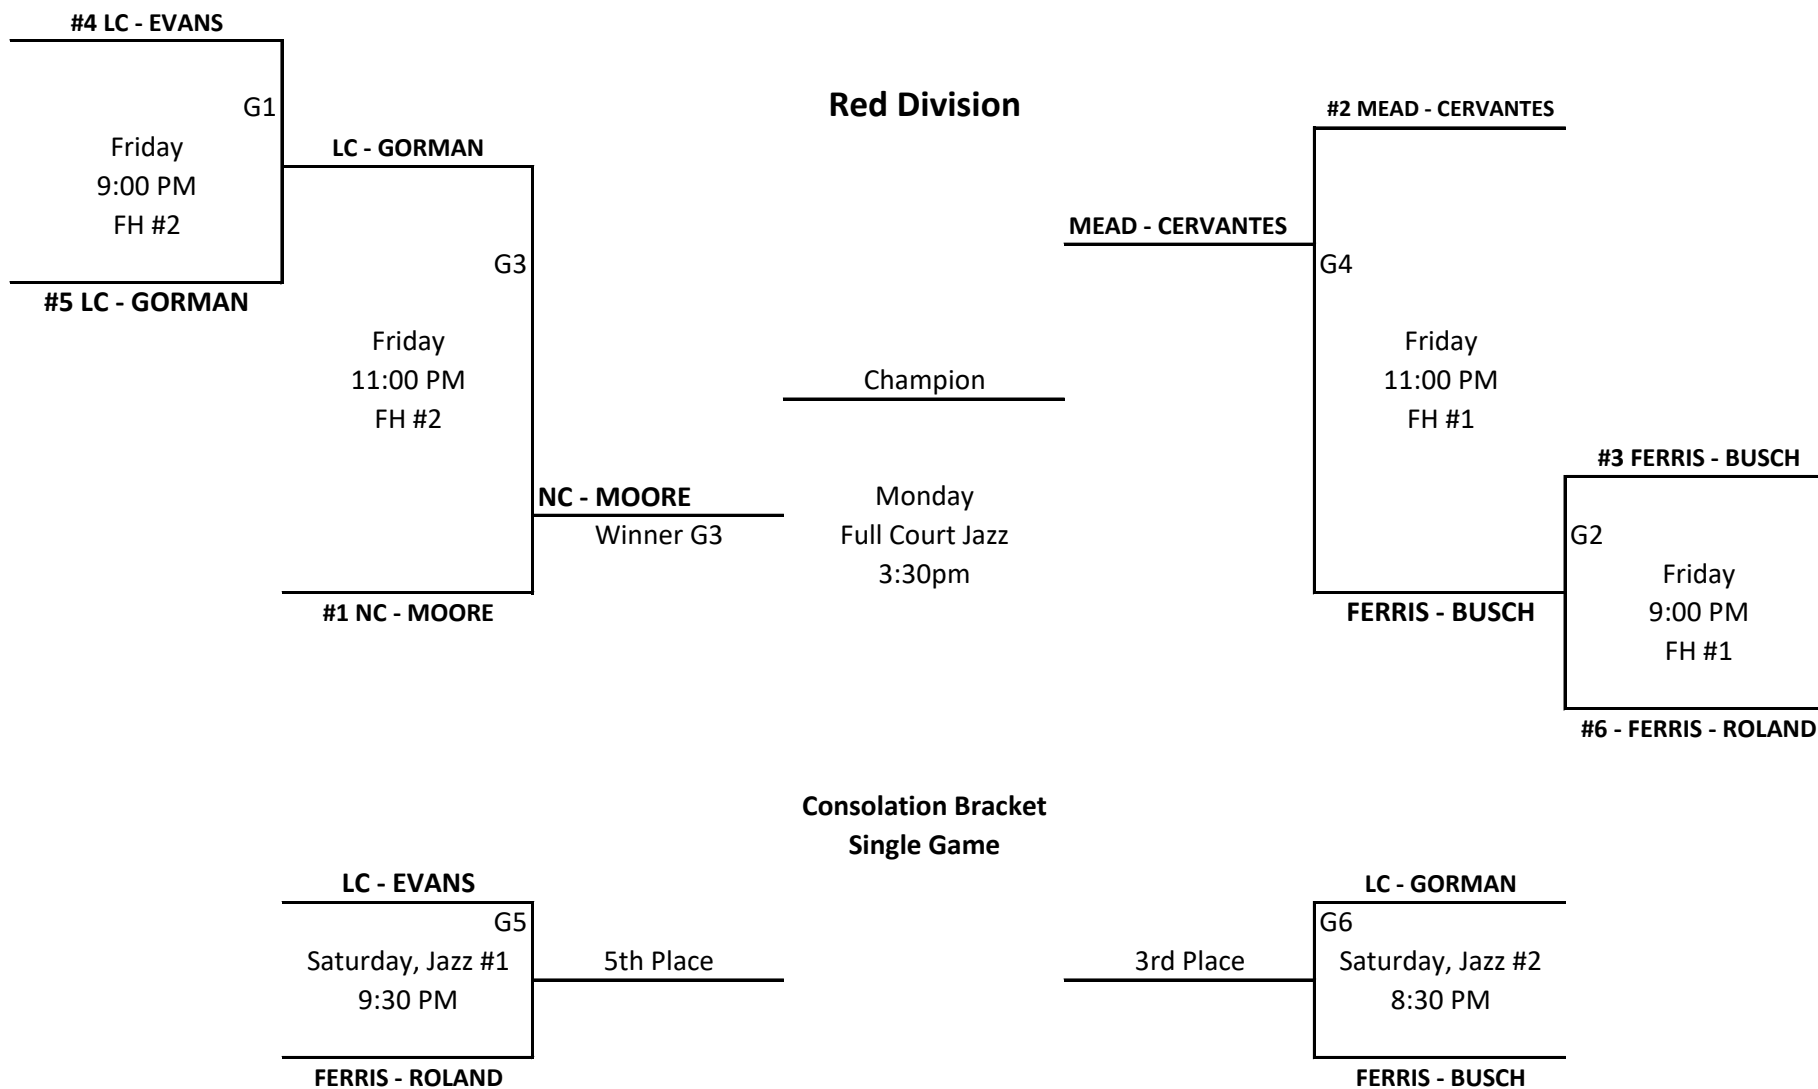 #4 LC - EVANS
G1
Friday
9:00 PM
FH #2
#5 LC - GORMAN
LC - GORMAN
G3
Friday
11:00 PM
FH #2
#1 NC - MOORE
NC - MOORE
Winner G3
Red Division
Champion
Monday
Full Court Jazz
3:30pm
#2 MEAD - CERVANTES
MEAD - CERVANTES
G4
Friday
11:00 PM
FH #1
FERRIS - BUSCH
#3 FERRIS - BUSCH
G2
Friday
9:00 PM
FH #1
#6 - FERRIS - ROLAND
Consolation Bracket
Single Game
LC - EVANS
G5
Saturday, Jazz #1
9:30 PM
FERRIS - ROLAND
5th Place
3rd Place
LC - GORMAN
G6
Saturday, Jazz #2
8:30 PM
FERRIS - BUSCH